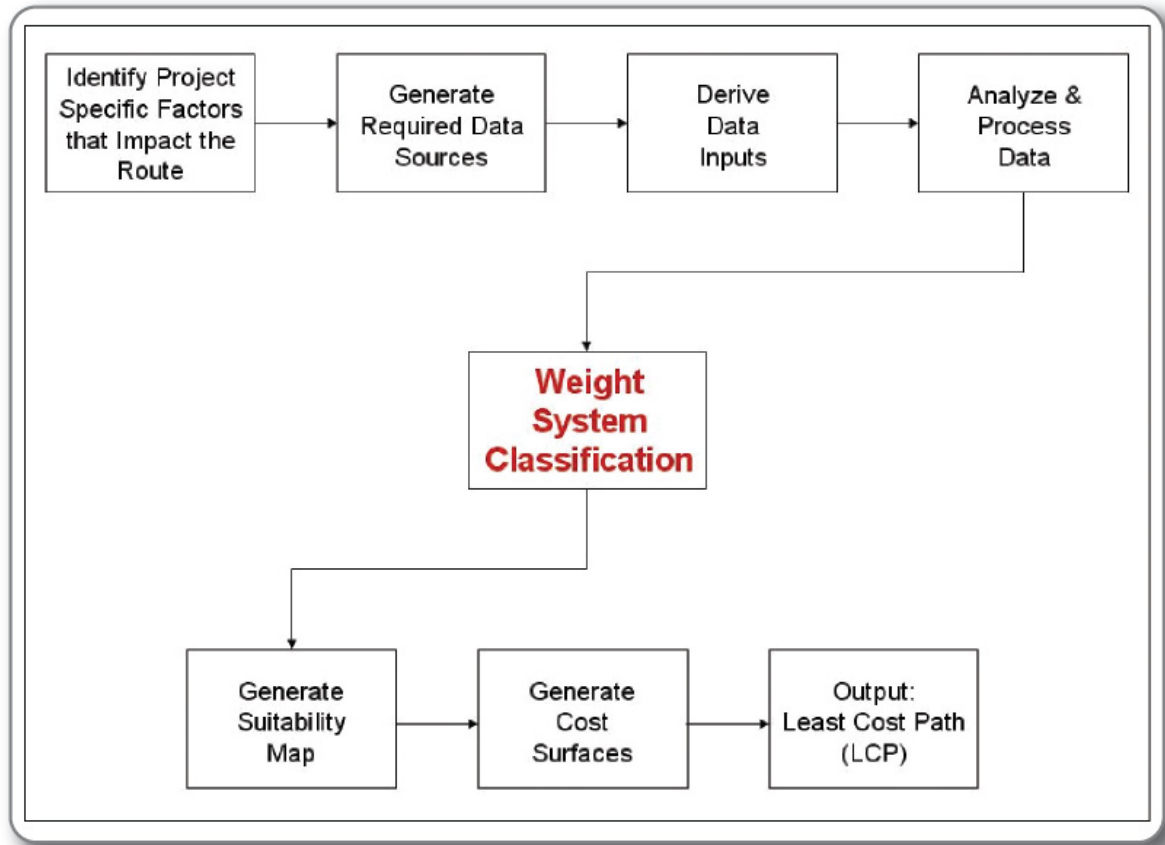 Identify Project
Specific Factors
that Impact the
Route
Generate
Required Data
Sources
Derive
Data
Inputs
Analyze &
Process
Data
Weight
System
Classification
Generate
Suitability
Map
Generate
Cost
Surfaces
Output:
Least Cost Path
(LCP)